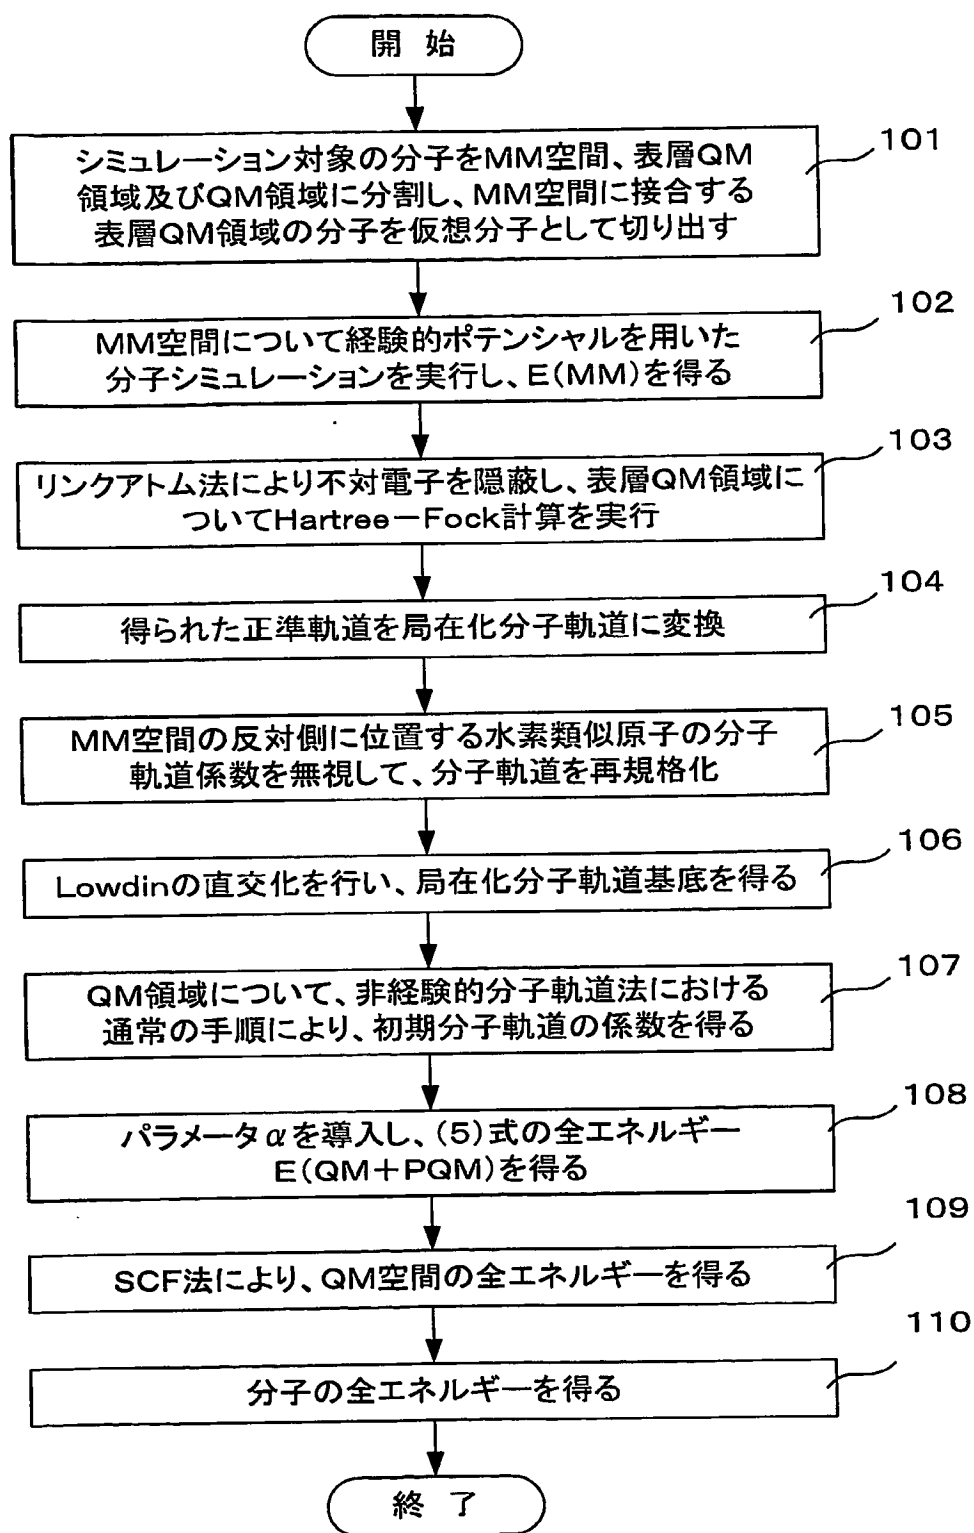 開 始
101
シミュレーション対象の分子をMM空間、表層QM
領域及びQM領域に分割し、MM空間に接合する
表層QM領域の分子を仮想分子として切り出す
102
MM空間について経験的ポテンシャルを用いた
分子シミュレーションを実行し、E(MM)を得る
103
リンクアトム法により不対電子を隠蔽し、表層QM領域に
ついてHartree-Fock計算を実行
104
得られた正準軌道を局在化分子軌道に変換
105
MM空間の反対側に位置する水素類似原子の分子
軌道係数を無視して、分子軌道を再規格化
106
Lowdinの直交化を行い、局在化分子軌道基底を得る
107
QM領域について、非経験的分子軌道法における
通常の手順により、初期分子軌道の係数を得る
108
パラメータαを導入し、(5)式の全エネルギー
E(QM+PQM)を得る
109
SCF法により、QM空間の全エネルギーを得る
110
分子の全エネルギーを得る
終 了